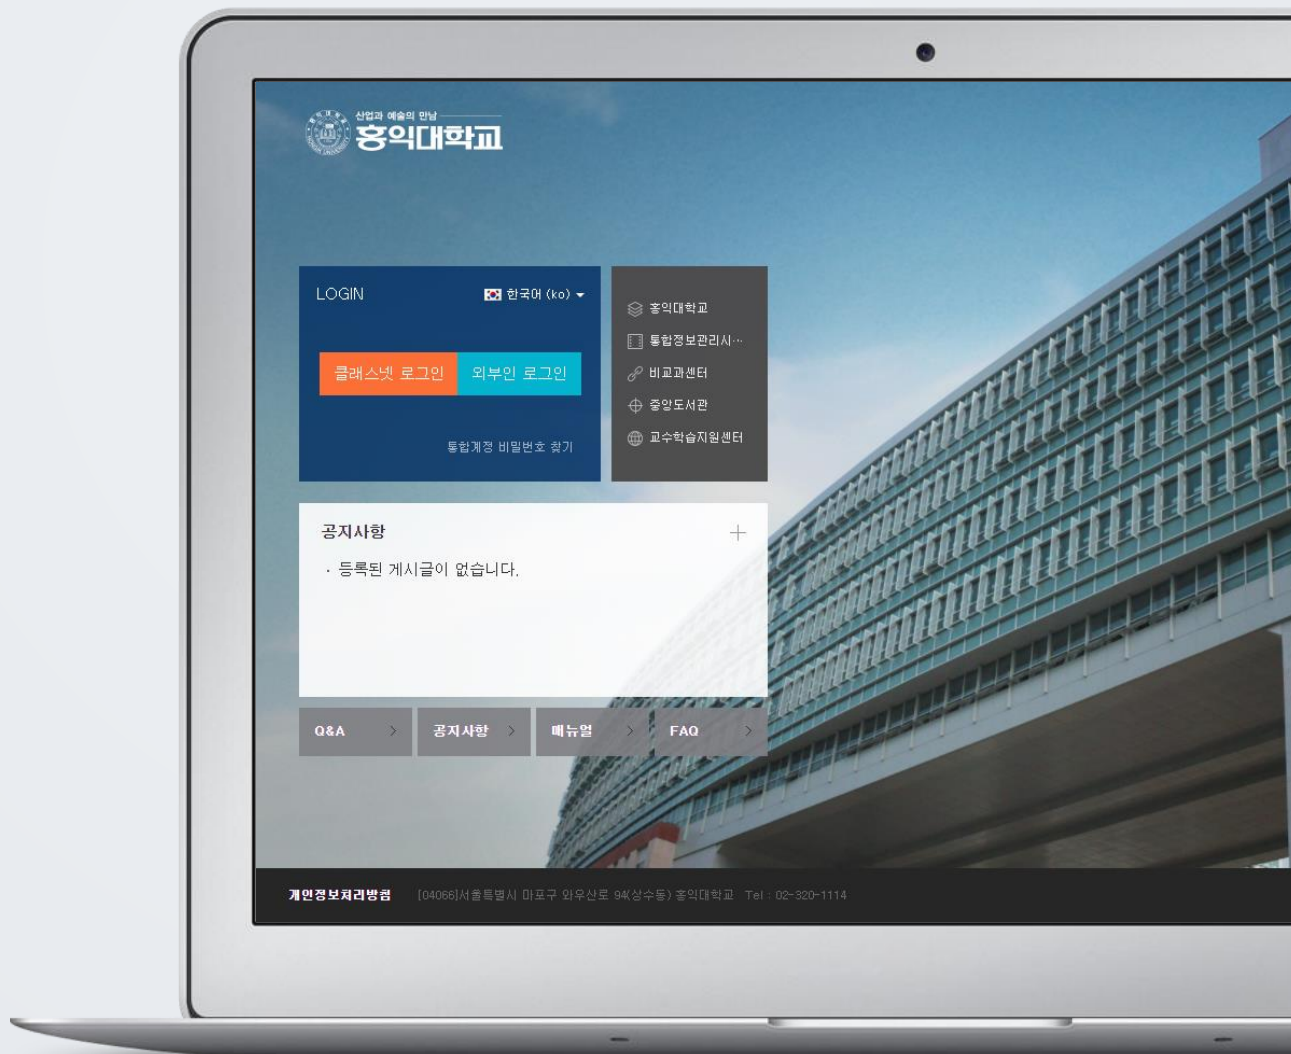 산업과 예술의 만남
홍익대학교
LOGIN
한국어 (ko)
클래스넷 로그인
외부인 로그인
통합계정 비밀번호 찾기
홍익대학교
통합정보관리시…
비교과센터
중앙도서관
교수학습지원센터
공지사항
· 등록된 게시글이 없습니다.
Q&A
공지사항
메뉴얼
FAQ
개인정보처리방침 [04066]서울특별시 마포구 와우산로 94(상수동) 홍익대학교 Tel : 02-320-1114